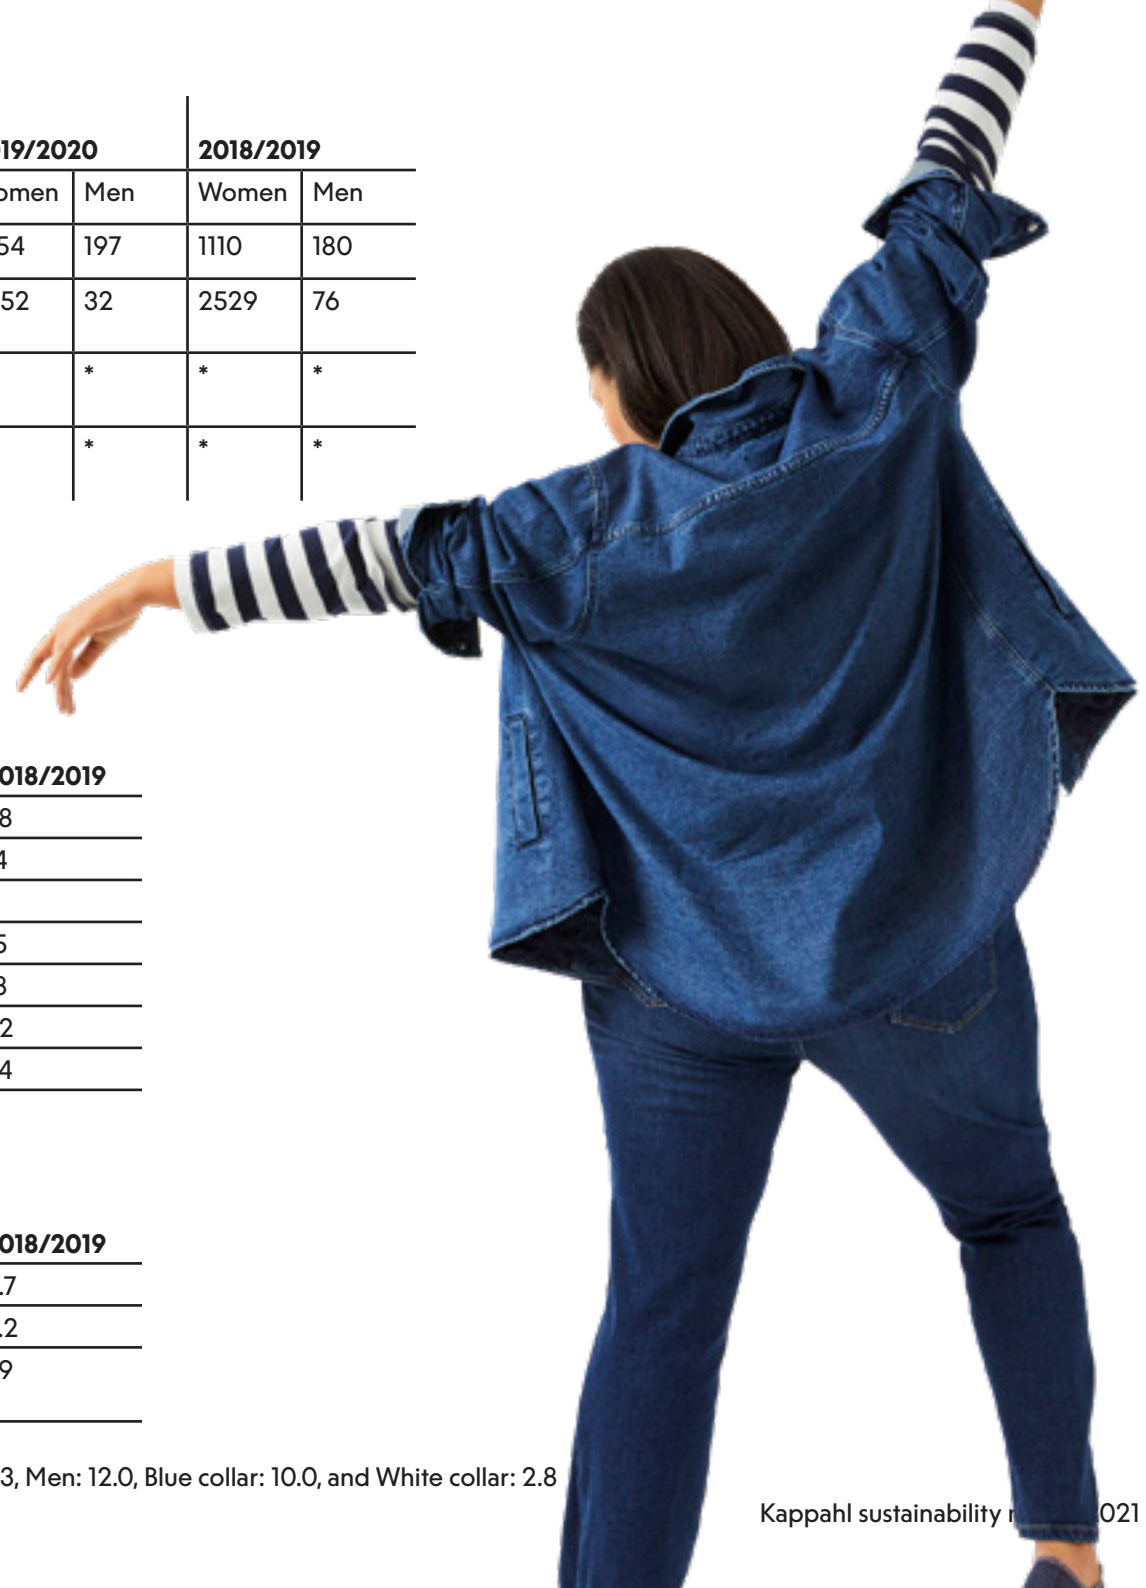 19/2020 2018/2019
omen Men Women Men
54 197 1110 180
52 32 2529 76
* * *
* * *
018/2019
8
4
5
3
2
4
018/2019
.7
.2
9
3, Men: 12.0, Blue collar: 10.0, and White collar: 2.8
Kappahl sustainability 021